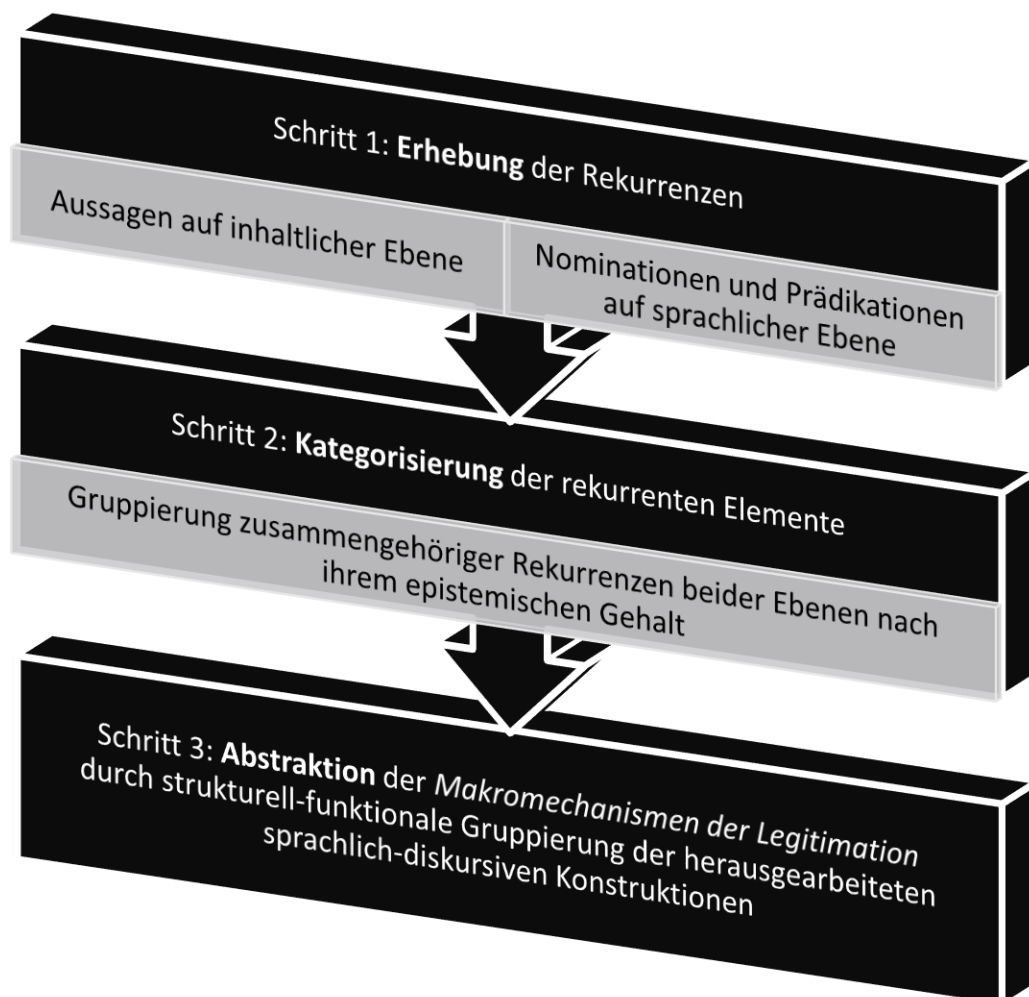 Schritt 1: Erhebung der Rekurrenzen
Aussagen auf inhaltlicher Ebene
Nominationen und Prädikationen
auf sprachlicher Ebene
Schritt 2: Kategorisierung der rekurrenten Elemente
Gruppierung zusammengehöriger Rekurrenzen beider Ebenen nach
ihrem epistemischen Gehalt
Schritt 3: Abstraktion der Makromechanismen der Legitimation
durch strukturell-funktionale Gruppierung der herausgearbeiteten
sprachlich-diskursiven Konstruktionen